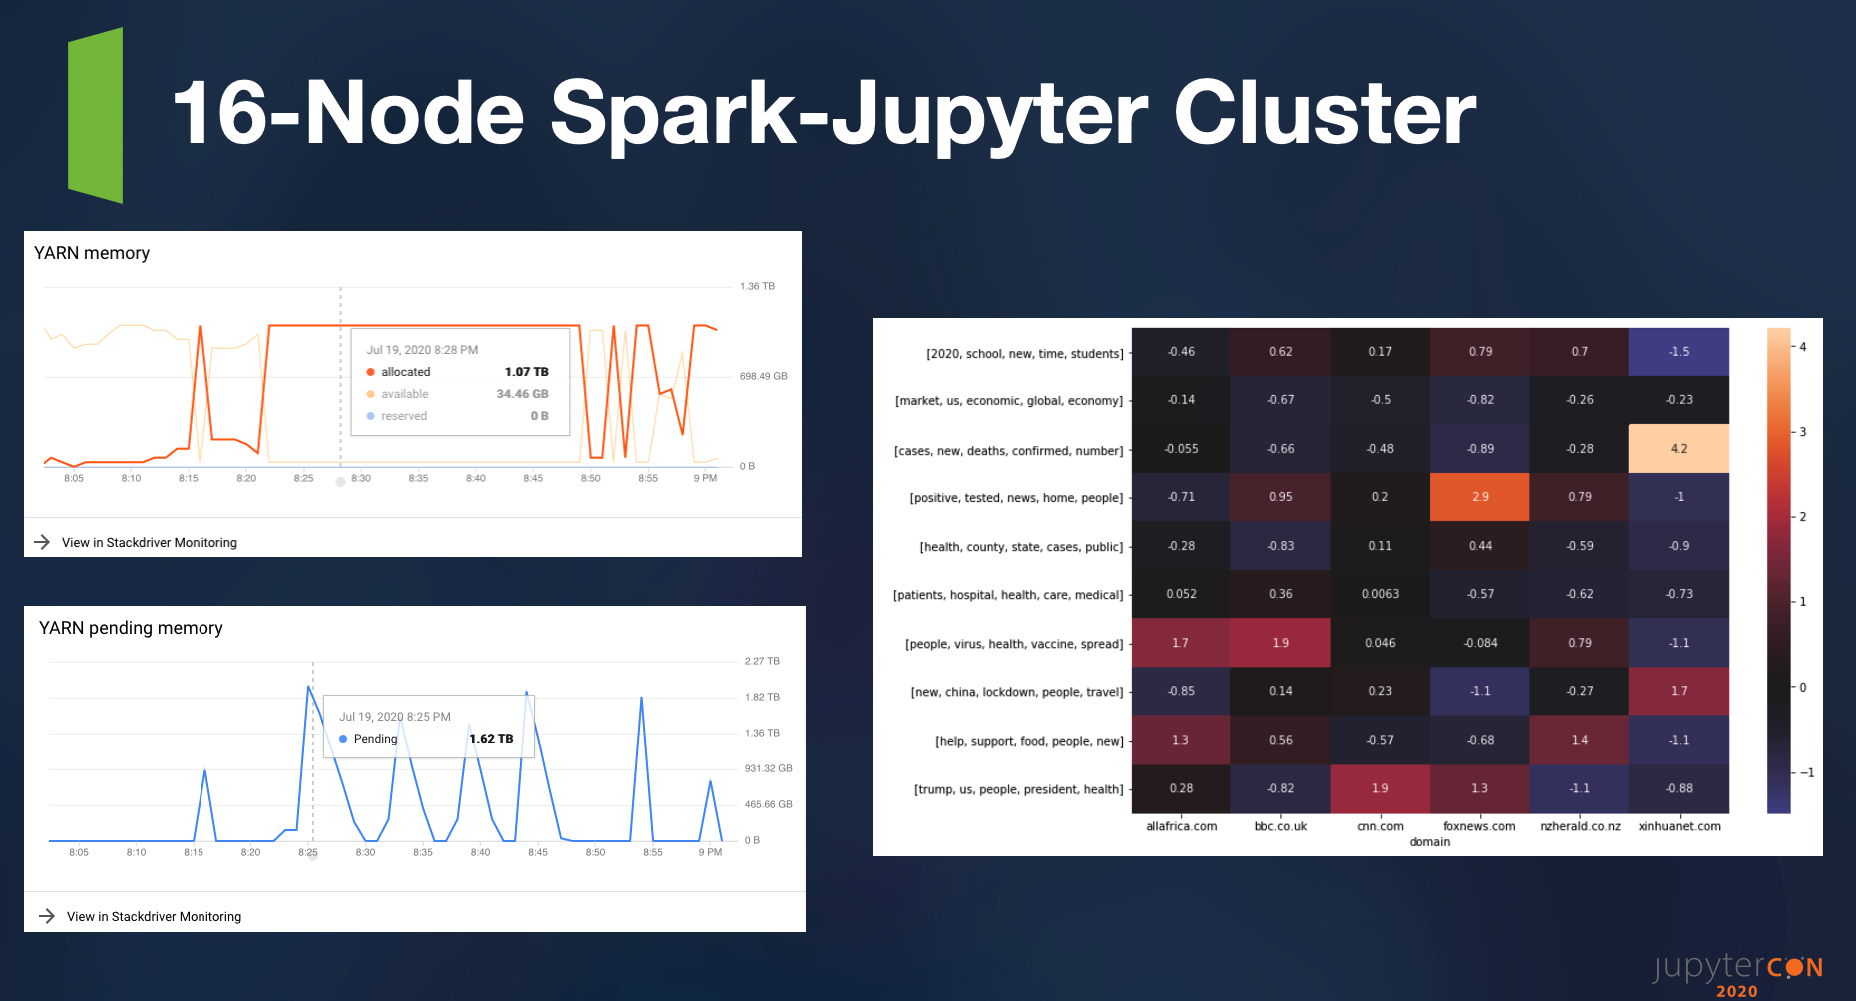 16-Node Spark-Jupyter Cluster
YARN memory
1.36 TB
698.49 GB
0 B
Jul 19, 2020 8:28 PM
allocated 1.07 TB
available 34.46 GB
reserved 0 B
8:05 8:10 8:15 8:20 8:25 8:30 8:35 8:40 8:45 8:50 8:55 9 PM
View in Stackdriver Monitoring
YARN pending memory
2.27 TB
1.82 TB
1.36 TB
931.32 GB
465.66 GB
0 B
Jul 19, 2020 8:25 PM
Pending 1.62 TB
8:05 8:10 8:15 8:20 8:25 8:30 8:35 8:40 8:45 8:50 8:55 9 PM
View in Stackdriver Monitoring
[2020, school, new, time, students] -0.46 0.62 0.17 0.79 0.7 -1.5
[market, us, economic, global, economy] -0.14 -0.67 -0.5 -0.82 -0.26 -0.23
[cases, new, deaths, confirmed, number] -0.055 -0.66 -0.48 -0.89 -0.28 4.2
[positive, tested, news, home, people] -0.71 0.95 0.2 2.9 0.79 -1
[health, county, state, cases, public] -0.28 -0.83 0.11 0.44 -0.59 -0.9
[patients, hospital, health, care, medical] 0.052 0.36 0.0063 -0.57 -0.62 -0.73
[people, virus, health, vaccine, spread] 1.7 1.9 0.046 -0.084 0.79 -1.1
[new, china, lockdown, people, travel] -0.85 0.14 0.23 -1.1 -0.27 1.7
[help, support, food, people, new] 1.3 0.56 -0.57 -0.68 1.4 -1.1
[trump, us, people, president, health] 0.28 -0.82 1.9 1.3 -1.1 -0.88
allafrica.com bbc.co.uk cnn.com foxnews.com nzherald.co.nz xinhuanet.com
domain
4
3
2
1
0
−1
jupyterCON
2020